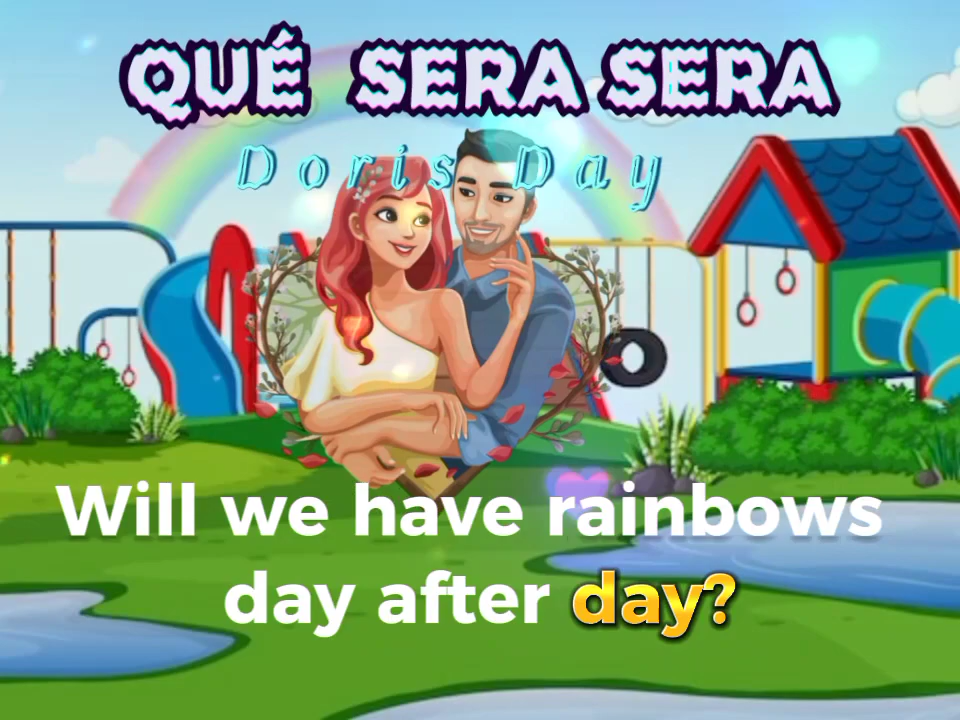 QUÉ SERA SERA
Doris Day
Will we have rainbows
day after day?